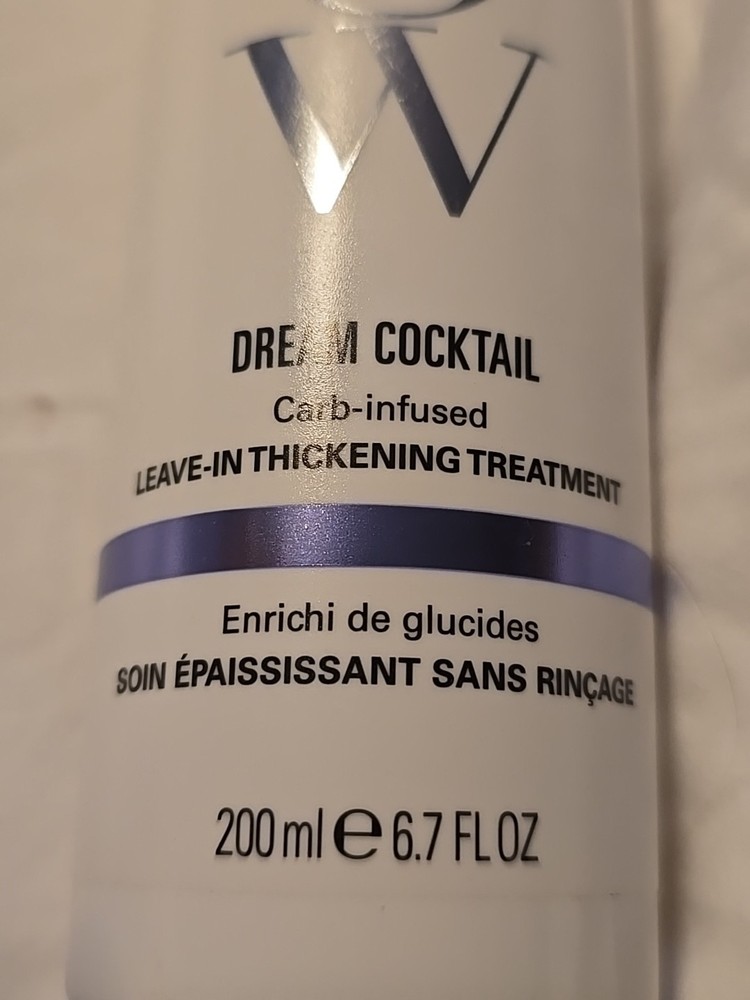 W
DREAM COCKTAIL
Carb-infused
LEAVE-IN THICKENING TREATMENT
Enrichi de glucides
SOIN ÉPAISSISSANT SANS RINÇAGE
200 ml e 6.7 FL OZ